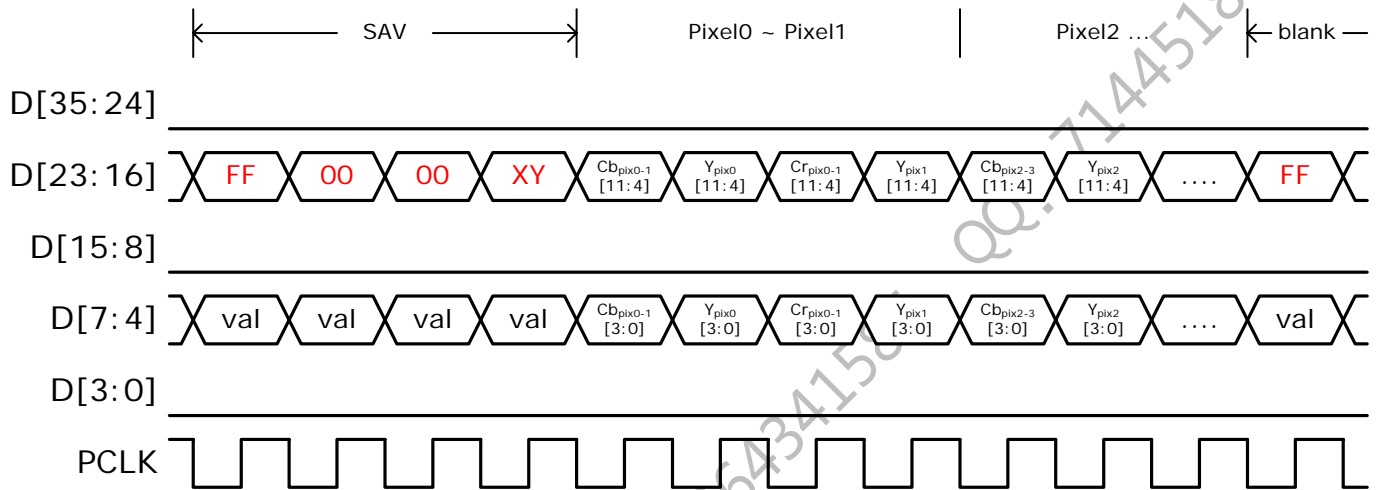 SAV Pixel0 ~ Pixel1 Pixel2 ... blank
D[35:24]
D[23:16] FF 00 00 XY Cbpix0-1 [11:4] Ypix0 [11:4] Crpix0-1 [11:4] Ypix1 [11:4] Cbpix2-3 [11:4] Ypix2 [11:4] .... FF
D[15:8]
D[7:4] val val val val Cbpix0-1 [3:0] Ypix0 [3:0] Crpix0-1 [3:0] Ypix1 [3:0] Cbpix2-3 [3:0] Ypix2 [3:0] .... val
D[3:0]
PCLK